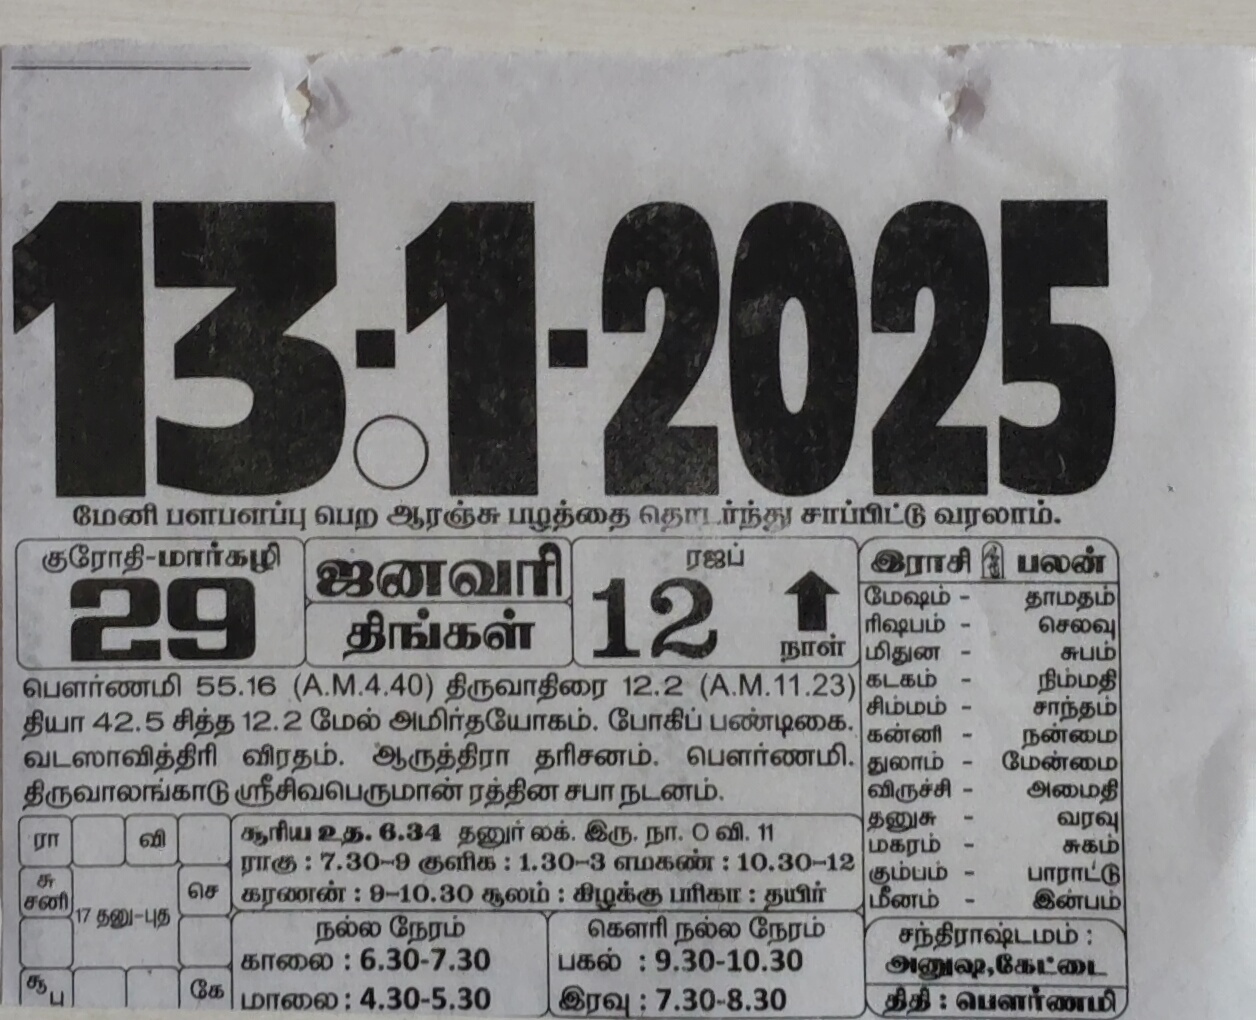 13-1-2025
மேனி பளபளப்பு பெற ஆரஞ்சு பழத்தை தொடர்ந்து சாப்பிட்டு வரலாம்.
குரோதி-மார்கழி
29
ஜனவரி
திங்கள்
ரஜப்
12
நாள்
பௌர்ணமி 55.16 (A.M.4.40) திருவாதிரை 12.2 (A.M.11.23)
தியா 42.5 சித்த 12.2 மேல் அமிர்தயோகம். போகிப் பண்டிகை.
வடஸாவித்திரி விரதம். ஆருத்திரா தரிசனம். பௌர்ணமி.
திருவாலங்காடு ஸ்ரீசிவபெருமான் ரத்தின சபா நடனம்.
இராசி பலன்
மேஷம் - தாமதம்
ரிஷபம் - செலவு
மிதுன - சுபம்
கடகம் - நிம்மதி
சிம்மம் - சாந்தம்
கன்னி - நன்மை
துலாம் - மேன்மை
விருச்சி - அமைதி
தனுசு - வரவு
மகரம் - சுகம்
கும்பம் - பாராட்டு
மீனம் - இன்பம்
ரா வி
சு
சனி செ
17 தனு-புத
சூ பு கே
சூரிய உத. 6.34 தனுர் லக். இரு. நா. 0 வி. 11
ராகு : 7.30-9 குளிக : 1.30-3 எமகண் : 10.30-12
கரணன் : 9-10.30 சூலம் : கிழக்கு பரிகா : தயிர்
நல்ல நேரம்
காலை : 6.30-7.30
மாலை : 4.30-5.30
கௌரி நல்ல நேரம்
பகல் : 9.30-10.30
இரவு : 7.30-8.30
சந்திராஷ்டமம் :
அனுஷ,கேட்டை
திதி : பௌர்ணமி